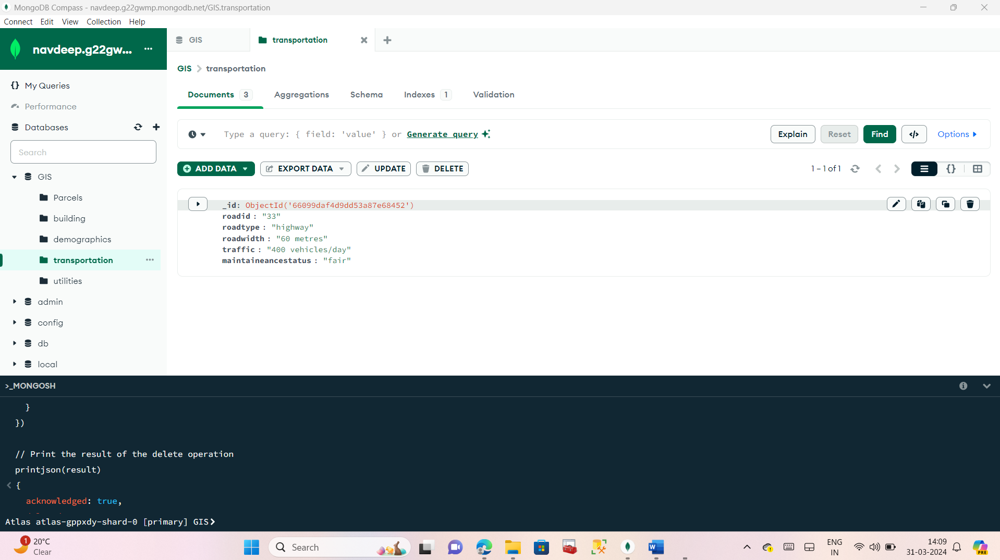 MongoDB Compass - navdeep.g22gwmp.mongodb.net/GIS.transportation
Connect Edit View Collection Help
navdeep.g22gw... ...
GIS
transportation
My Queries
Performance
Databases
Search
GIS
Parcels
building
demographics
transportation ...
utilities
admin
config
db
local
GIS > transportation
Documents 3 Aggregations Schema Indexes 1 Validation
Type a query: { field: 'value' } or Generate query
Explain Reset Find </> Options
ADD DATA EXPORT DATA UPDATE DELETE
1 – 1 of 1 {}
_id: ObjectId('66099daf4d9dd53a87e68452')
roadid : "33"
roadtype : "highway"
roadwidth : "60 metres"
traffic : "400 vehicles/day"
maintaineancestatus : "fair"
>_MONGOSH
}
})
// Print the result of the delete operation
printjson(result)
< {
acknowledged: true,
Atlas atlas-gppxdy-shard-0 [primary] GIS>
1
20°C
Clear
Search
W
PRE
ENG
IN
14:09
31-03-2024